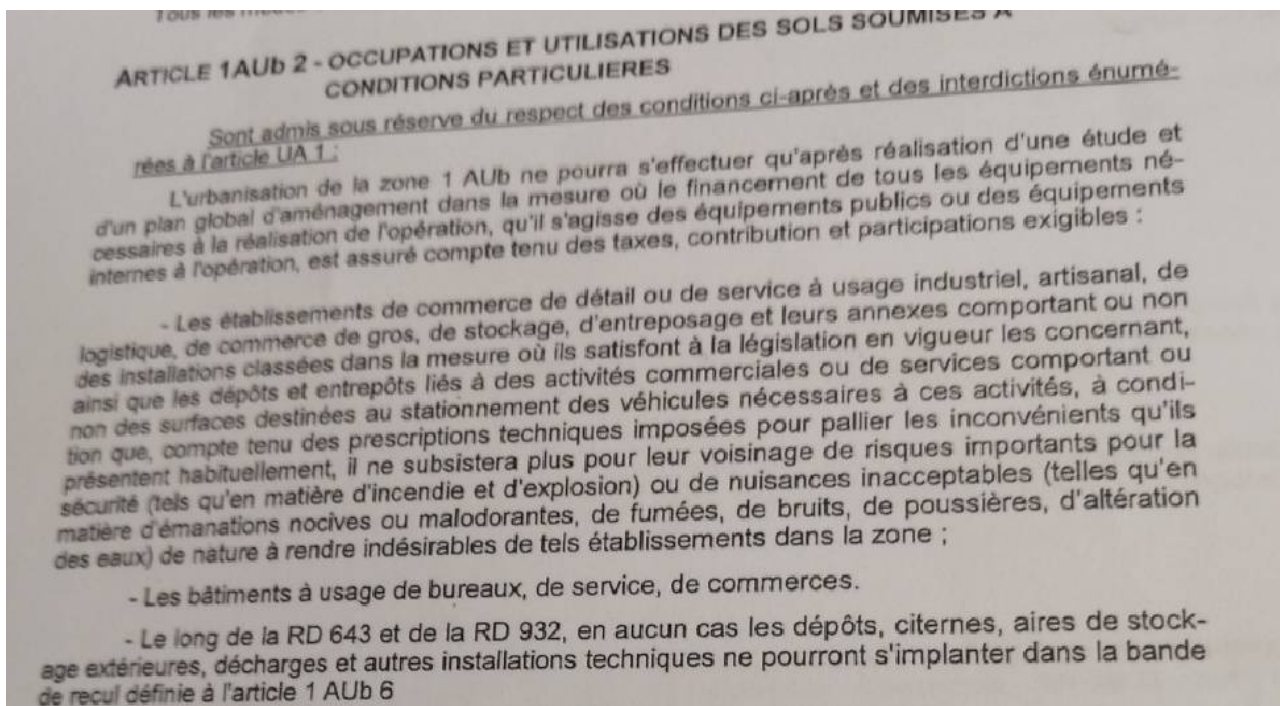 Tous les
ARTICLE 1AUb 2 - OCCUPATIONS ET UTILISATIONS DES SOLS SOUMISES A
CONDITIONS PARTICULIERES
Sont admis sous réserve du respect des conditions ci-après et des interdictions énumé-
rées à l'article UA 1 :
L'urbanisation de la zone 1 AUb ne pourra s'effectuer qu'après réalisation d'une étude et
d'un plan global d'aménagement dans la mesure où le financement de tous les équipements né-
cessaires à la réalisation de l'opération, qu'il s'agisse des équipements publics ou des équipements
internes à l'opération, est assuré compte tenu des taxes, contribution et participations exigibles :
- Les établissements de commerce de détail ou de service à usage industriel, artisanal, de
logistique, de commerce de gros, de stockage, d'entreposage et leurs annexes comportant ou non
des installations classées dans la mesure où ils satisfont à la législation en vigueur les concernant,
ainsi que les dépôts et entrepôts liés à des activités commerciales ou de services comportant ou
non des surfaces destinées au stationnement des véhicules nécessaires à ces activités, à condi-
tion que, compte tenu des prescriptions techniques imposées pour pallier les inconvénients qu'ils
présentent habituellement, il ne subsistera plus pour leur voisinage de risques importants pour la
sécurité (tels qu'en matière d'incendie et d'explosion) ou de nuisances inacceptables (telles qu'en
matière d'émanations nocives ou malodorantes, de fumées, de bruits, de poussières, d'altération
des eaux) de nature à rendre indésirables de tels établissements dans la zone ;
- Les bâtiments à usage de bureaux, de service, de commerces.
- Le long de la RD 643 et de la RD 932, en aucun cas les dépôts, citernes, aires de stock-
age extérieures, décharges et autres installations techniques ne pourront s'implanter dans la bande
de recul définie à l'article 1 AUb 6